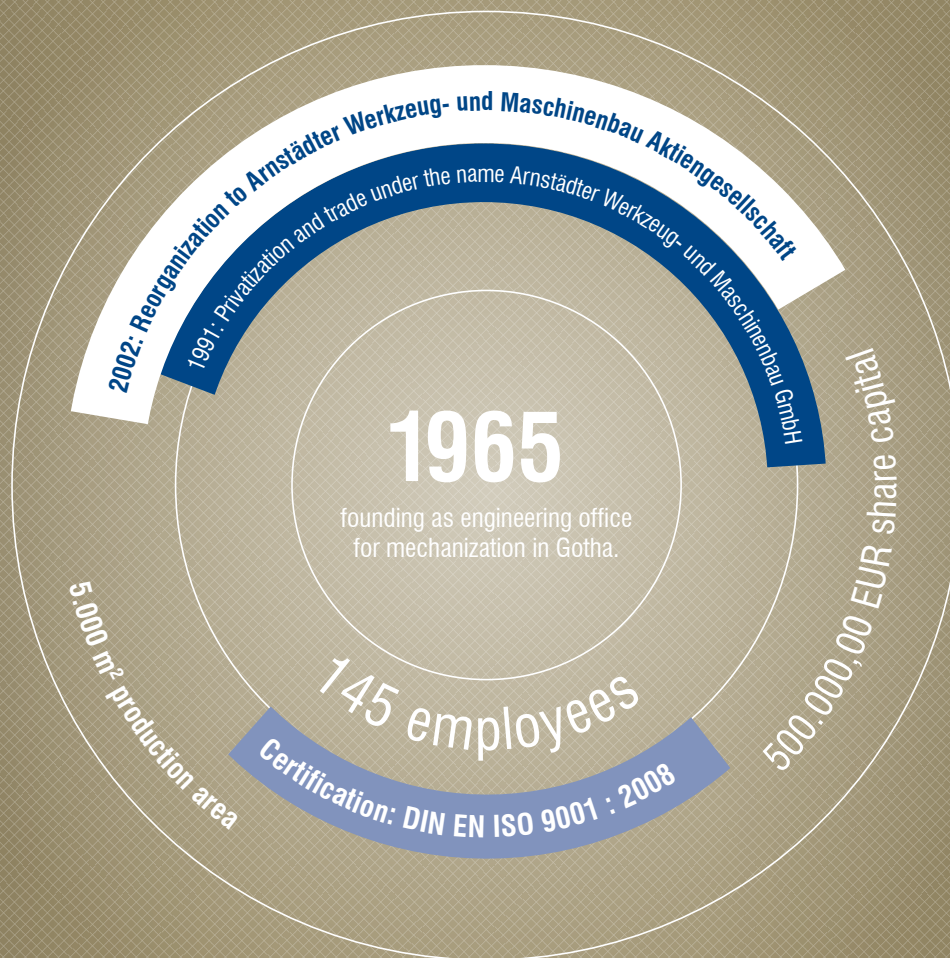 2002: Reorganization to Arnstädter Werkzeug- und Maschinenbau Aktiengesellschaft
1991: Privatization and trade under the name Arnstädter Werkzeug- und Maschinenbau GmbH
1965
founding as engineering office
for mechanization in Gotha.
500.000,00 EUR share capital
5.000 m² production area
145 employees
Certification: DIN EN ISO 9001 : 2008